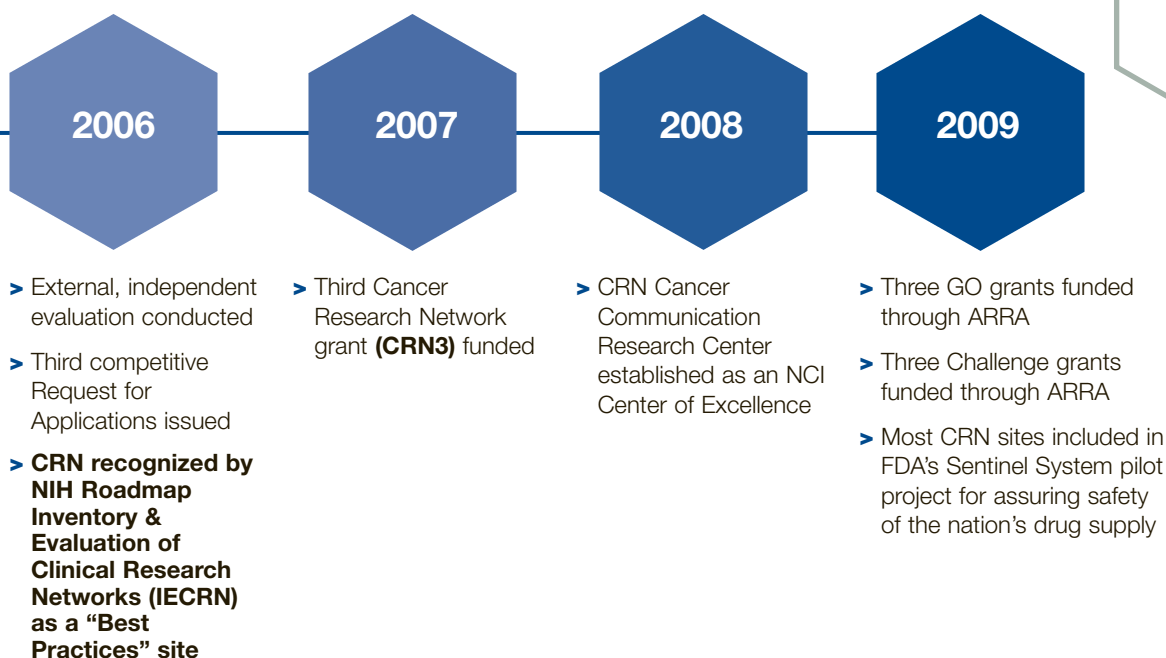 2006
2007
2008
2009
> External, independent
evaluation conducted
> Third competitive
Request for
Applications issued
> CRN recognized by
NIH Roadmap
Inventory &
Evaluation of
Clinical Research
Networks (IECRN)
as a “Best
Practices” site
> Third Cancer
Research Network
grant (CRN3) funded
> CRN Cancer
Communication
Research Center
established as an NCI
Center of Excellence
> Three GO grants funded
through ARRA
> Three Challenge grants
funded through ARRA
> Most CRN sites included in
FDA’s Sentinel System pilot
project for assuring safety
of the nation’s drug supply